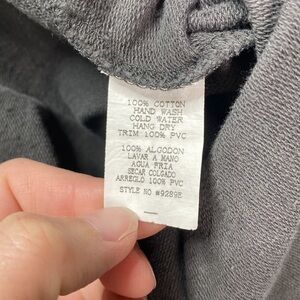 100% COTTON
HAND WASH
COLD WATER
HANG DRY
TRIM 100% PVC
100% ALGODON
LAVAR A MANO
AGUA FRIA
SECAR COLGADO
ARREGLO 100% PVC
STYLE NO #9289E